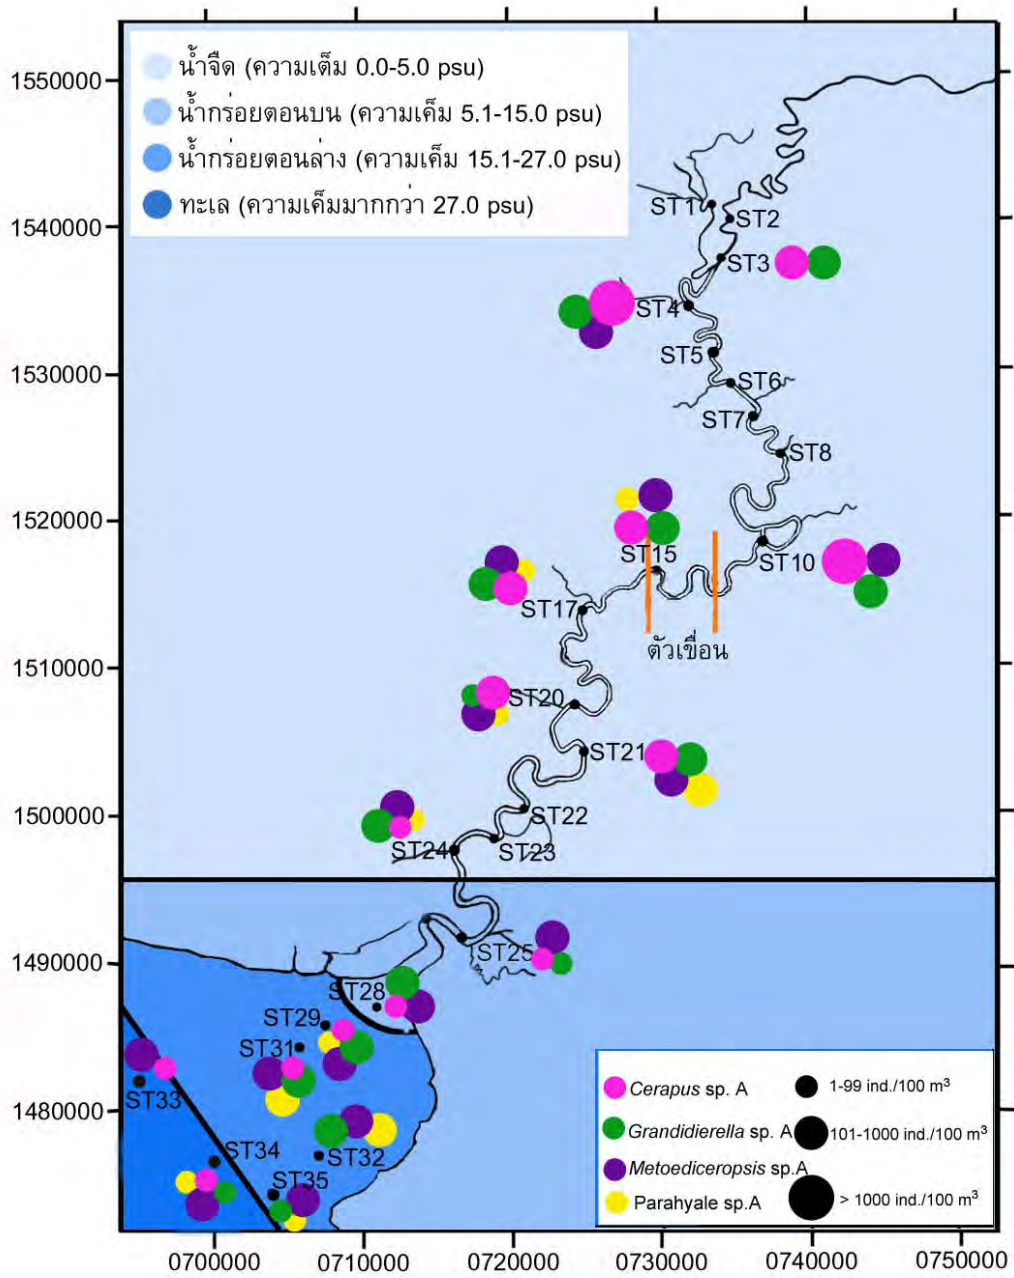 น้ำจืด (ความเต็ม 0.0-5.0 psu)
น้ำกร่อยตอนบน (ความเค็ม 5.1-15.0 psu)
น้ำกร่อยตอนล่าง (ความเค็ม 15.1-27.0 psu)
ทะเล (ความเค็มมากกว่า 27.0 psu)
1550000
1540000
1530000
1520000
1510000
1500000
1490000
1480000
ST1
ST2
ST3
ST4
ST5
ST6
ST7
ST8
ST15
ST10
ST17
ตัวเขื่อน
ST20
ST21
ST22
ST24
ST23
ST25
ST28
ST29
ST31
ST33
ST34
ST32
ST35
Cerapus sp. A
1-99 ind./100 m³
Grandidierella sp. A
101-1000 ind./100 m³
Metoediceropsis sp.A
Parahyale sp.A
> 1000 ind./100 m³
0700000
0710000
0720000
0730000
0740000
0750000